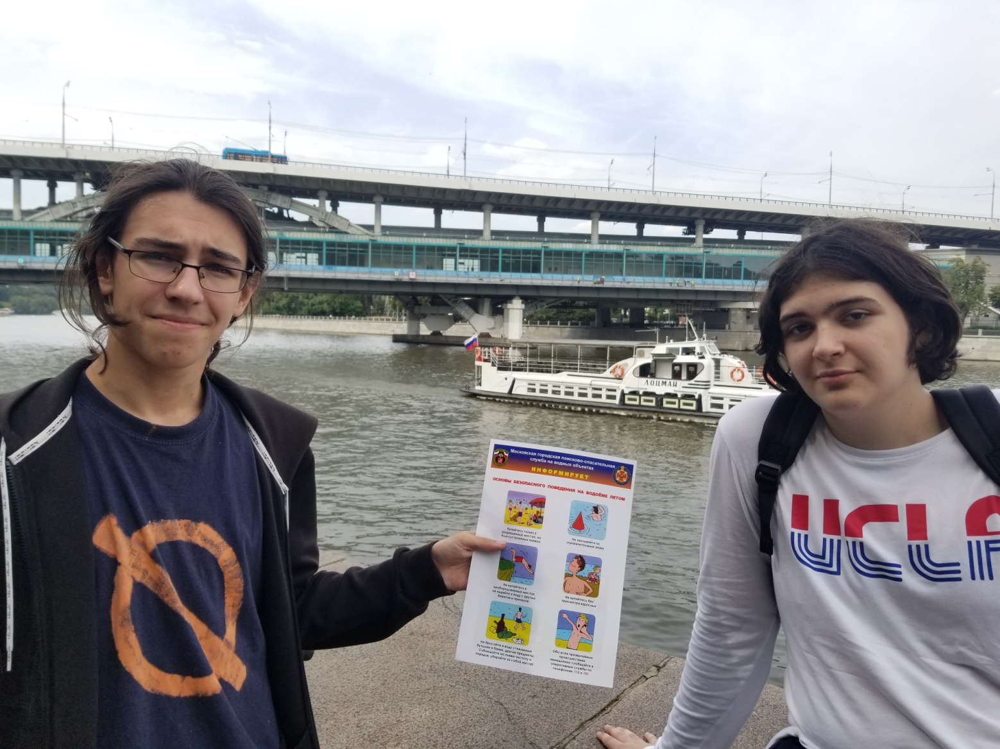 ЛОЦМАН
Московская городская поисково-спасательная
служба на водных объектах
ИНФОРМИРУЕТ
ОСНОВЫ БЕЗОПАСНОГО ПОВЕДЕНИЯ НА ВОДОЁМЕ ЛЕТОМ
Купайтесь только в
разрешенных местах, на
благоустроенных пляжах
Не заплывайте за
ограничительные знаки
Не купайтесь в
необорудованных местах,
не ныряйте в воду с крутых
берегов и причалов
Не купайтесь без
присмотра взрослых
Не бросайте в воду стеклянные
бутылки и банки, другие предметы.
Соблюдайте на пляже чистоту и
порядок, убирайте за собой мусор!
Обо всех чрезвычайных
происшествиях
немедленно сообщайте в
оперативные службы по
телефонам: 112 и 101
UCLA